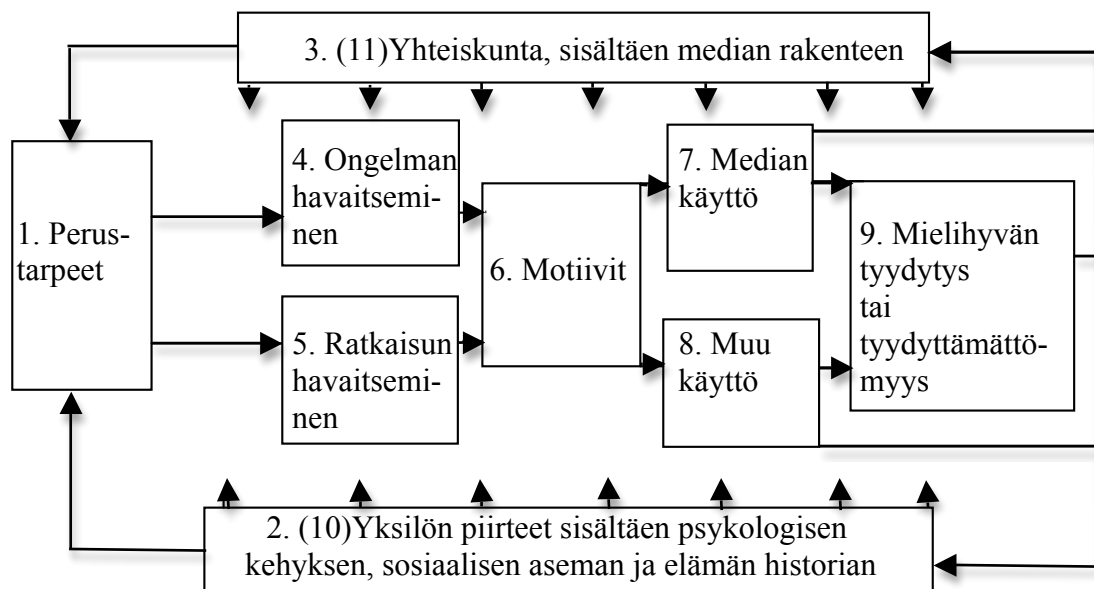 3. (11)Yhteiskunta, sisältäen median rakenteen
1. Perus-
tarpeet
4. Ongelman
havaitsemi-
nen
5. Ratkaisun
havaitsemi-
nen
6. Motiivit
7. Median
käyttö
8. Muu
käyttö
9. Mielihyvän
tyydytys
tai
tyydyttämättö-
myys
2. (10)Yksilön piirteet sisältäen psykologisen
kehyksen, sosiaalisen aseman ja elämän historian